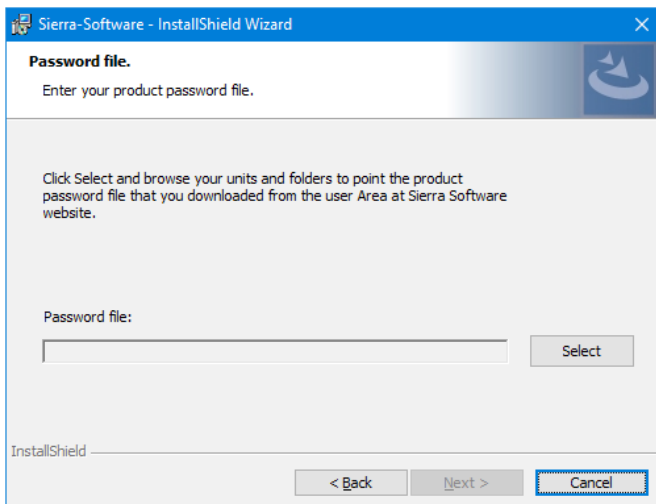 Sierra-Software - InstallShield Wizard
Password file.
Enter your product password file.
Click Select and browse your units and folders to point the product
password file that you downloaded from the user Area at Sierra Software
website.
Password file:
Select
InstallShield
< Back
Next >
Cancel